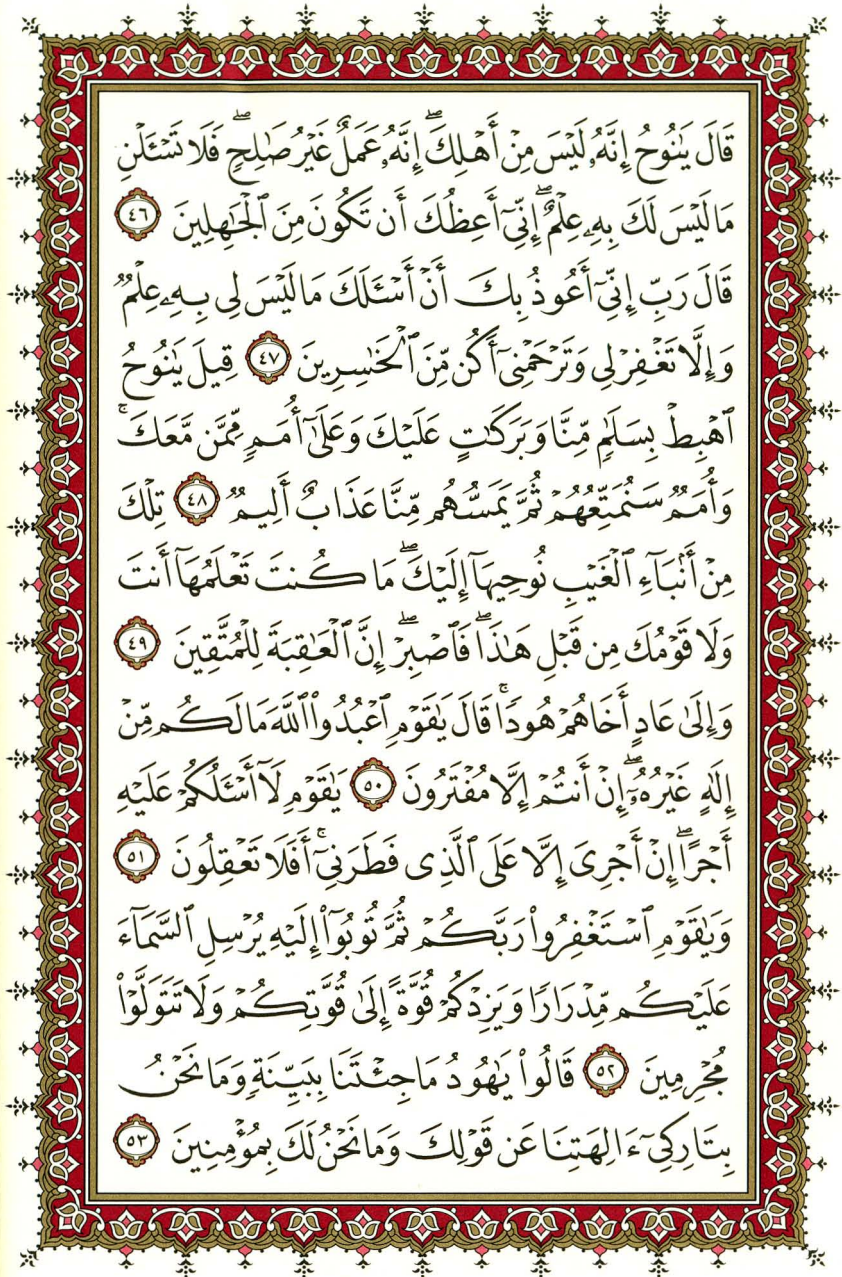 قَالَ يَٰنُوحُ إِنَّهُۥ لَيۡسَ مِنۡ أَهۡلِكَۖ إِنَّهُۥ عَمَلٌ غَيۡرُ صَٰلِحٖۖ فَلَا تَسۡـَٔلۡنِ
مَا لَيۡسَ لَكَ بِهِۦ عِلۡمٌۖ إِنِّيٓ أَعِظُكَ أَن تَكُونَ مِنَ ٱلۡجَٰهِلِينَ ٤٦
قَالَ رَبِّ إِنِّيٓ أَعُوذُ بِكَ أَنۡ أَسۡـَٔلَكَ مَا لَيۡسَ لِي بِهِۦ عِلۡمٞ
وَإِلَّا تَغۡفِرۡ لِي وَتَرۡحَمۡنِيٓ أَكُن مِّنَ ٱلۡخَٰسِرِينَ ٤٧ قِيلَ يَٰنُوحُ
ٱهۡبِطۡ بِسَلَٰمٖ مِّنَّا وَبَرَكَٰتٍ عَلَيۡكَ وَعَلَىٰٓ أُمَمٖ مِّمَّن مَّعَكَۚ
وَأُمَمٞ سَنُمَتِّعُهُمۡ ثُمَّ يَمَسُّهُم مِّنَّا عَذَابٌ أَلِيمٞ ٤٨ تِلۡكَ
مِنۡ أَنۢبَآءِ ٱلۡغَيۡبِ نُوحِيهَآ إِلَيۡكَۖ مَا كُنتَ تَعۡلَمُهَآ أَنتَ
وَلَا قَوۡمُكَ مِن قَبۡلِ هَٰذَاۖ فَٱصۡبِرۡۖ إِنَّ ٱلۡعَٰقِبَةَ لِلۡمُتَّقِينَ ٤٩
وَإِلَىٰ عَادٍ أَخَاهُمۡ هُودٗاۚ قَالَ يَٰقَوۡمِ ٱعۡبُدُواْ ٱللَّهَ مَا لَكُم مِّنۡ
إِلَٰهٍ غَيۡرُهُۥٓۖ إِنۡ أَنتُمۡ إِلَّا مُفۡتَرُونَ ٥٠ يَٰقَوۡمِ لَآ أَسۡـَٔلُكُمۡ عَلَيۡهِ
أَجۡرًاۖ إِنۡ أَجۡرِيَ إِلَّا عَلَى ٱلَّذِي فَطَرَنِيٓۚ أَفَلَا تَعۡقِلُونَ ٥١
وَيَٰقَوۡمِ ٱسۡتَغۡفِرُواْ رَبَّكُمۡ ثُمَّ تُوبُوٓاْ إِلَيۡهِ يُرۡسِلِ ٱلسَّمَآءَ
عَلَيۡكُم مِّدۡرَارٗا وَيَزِدۡكُمۡ قُوَّةً إِلَىٰ قُوَّتِكُمۡ وَلَا تَتَوَلَّوۡاْ
مُجۡرِمِينَ ٥٢ قَالُواْ يَٰهُودُ مَا جِئۡتَنَا بِبَيِّنَةٖ وَمَا نَحۡنُ
بِتَارِكِيٓ ءَالِهَتِنَا عَن قَوۡلِكَ وَمَا نَحۡنُ لَكَ بِمُؤۡمِنِينَ ٥٣